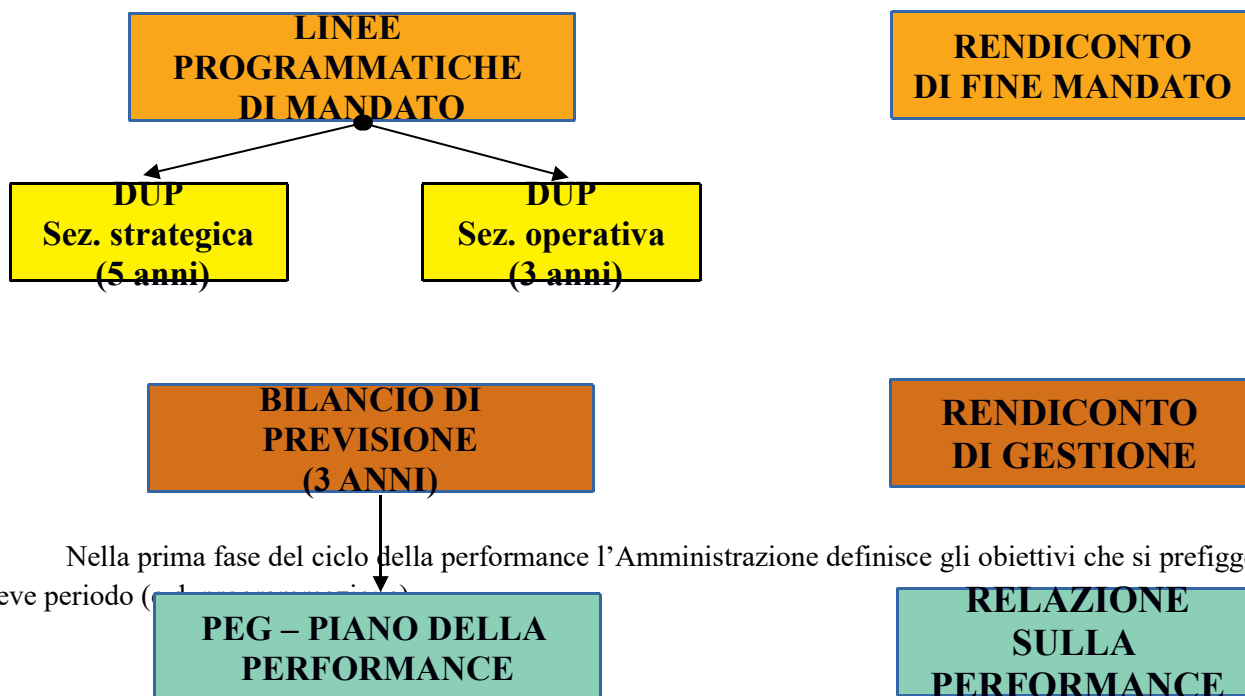 LINEE
PROGRAMMATICHE
DI MANDATO
RENDICONTO
DI FINE MANDATO
DUP
Sez. strategica
(5 anni)
DUP
Sez. operativa
(3 anni)
BILANCIO DI
PREVISIONE
(3 ANNI)
RENDICONTO
DI GESTIONE
Nella prima fase del ciclo della performance l’Amministrazione definisce gli obiettivi che si prefigge
eve periodo (
PEG – PIANO DELLA
PERFORMANCE
RELAZIONE
SULLA
PERFORMANCE